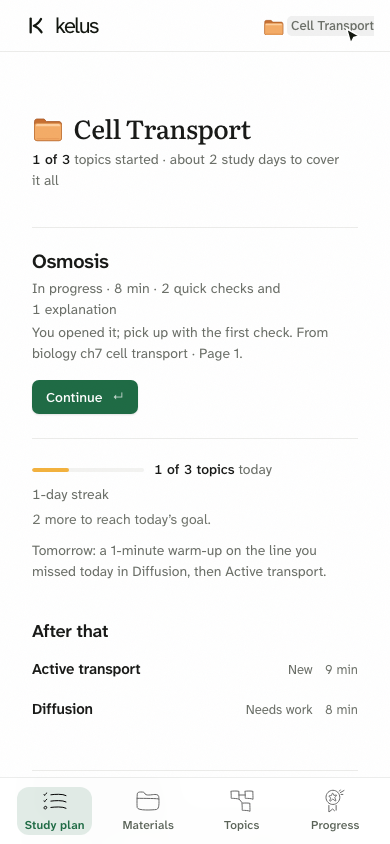 kelus
Cell Transport
Cell Transport
1 of 3 topics started · about 2 study days to cover
it all
Osmosis
In progress · 8 min · 2 quick checks and
1 explanation
You opened it; pick up with the first check. From
biology ch7 cell transport · Page 1.
Continue ↵
1 of 3 topics today
1-day streak
2 more to reach today’s goal.
Tomorrow: a 1-minute warm-up on the line you
missed today in Diffusion, then Active transport.
After that
Active transport New 9 min
Diffusion Needs work 8 min
Study plan Materials Topics Progress